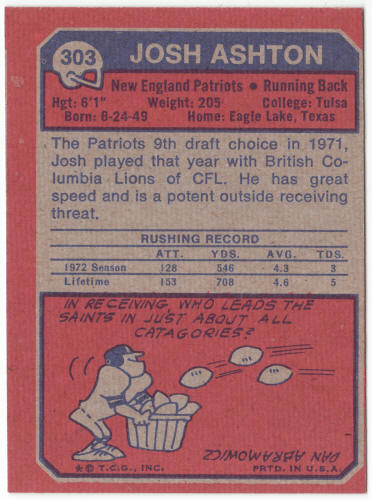 303
JOSH ASHTON
New England Patriots • Running Back
Hgt: 6'1" Weight: 205 College: Tulsa
Born: 8-24-49 Home: Eagle Lake, Texas
The Patriots 9th draft choice in 1971,
Josh played that year with British Co-
lumbia Lions of CFL. He has great
speed and is a potent outside receiving
threat.
RUSHING RECORD
ATT. YDS. AVG. TDS.
1972 Season 128 546 4.3 3
Lifetime 153 708 4.6 5
IN RECEIVING, WHO LEADS THE
SAINTS IN JUST ABOUT ALL
CATAGORIES?
DAN ABRAMOWICZ
* © T.C.G., INC. PRTD. IN U.S.A.